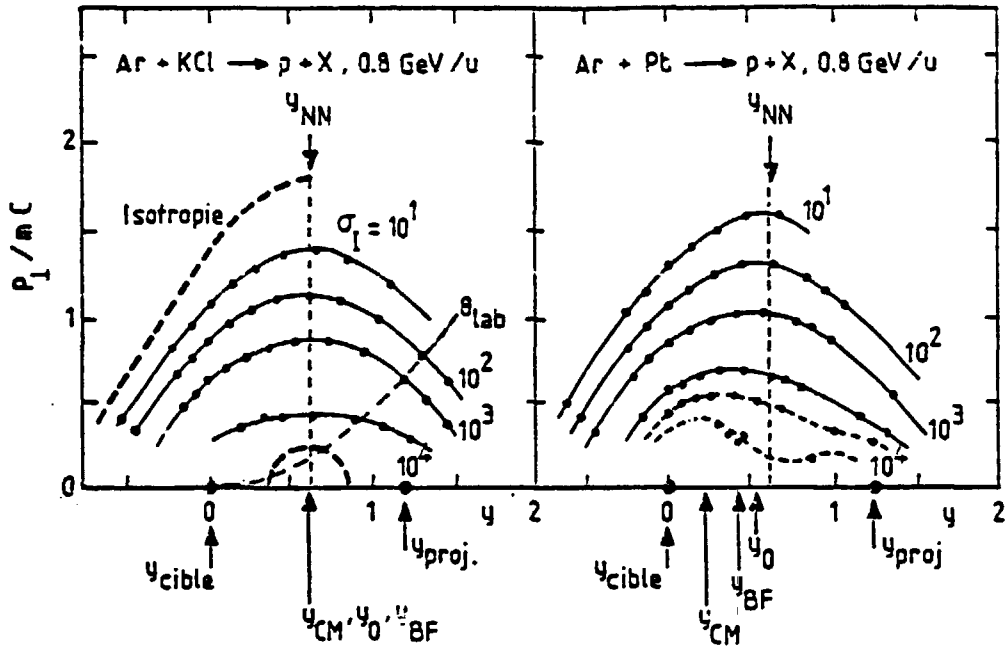 Ar + KCl → p + X , 0.8 GeV/u
y_NN
Isotropie
σ_I = 10^1
θ_lab
10^2
10^3
10^4
P_⊥ / m C
2
1
0
0 1 y 2
y_cible
y_proj.
y_CM, y_0, y_BF
Ar + Pt → p + X , 0.8 GeV/u
y_NN
10^1
10^2
10^3
10^4
0 1 y 2
y_cible
y_0
y_proj
y_BF
y_CM